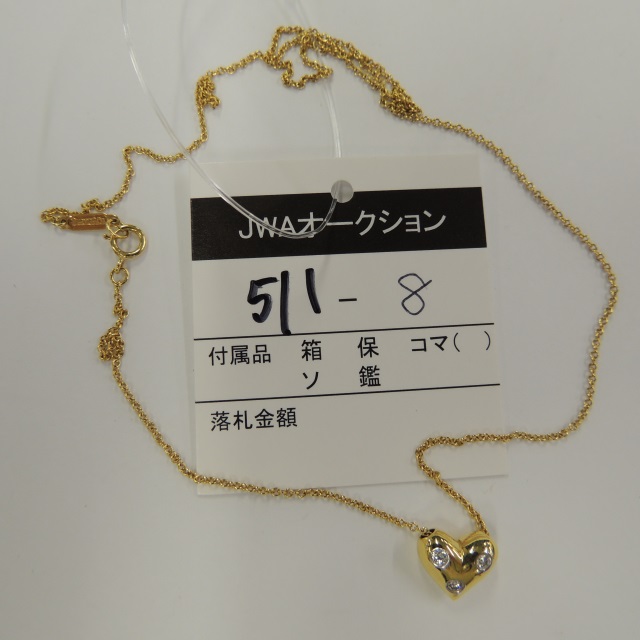 JWAオークション
511 - 8
付属品 箱 保 コマ( )
ソ 鑑
落札金額